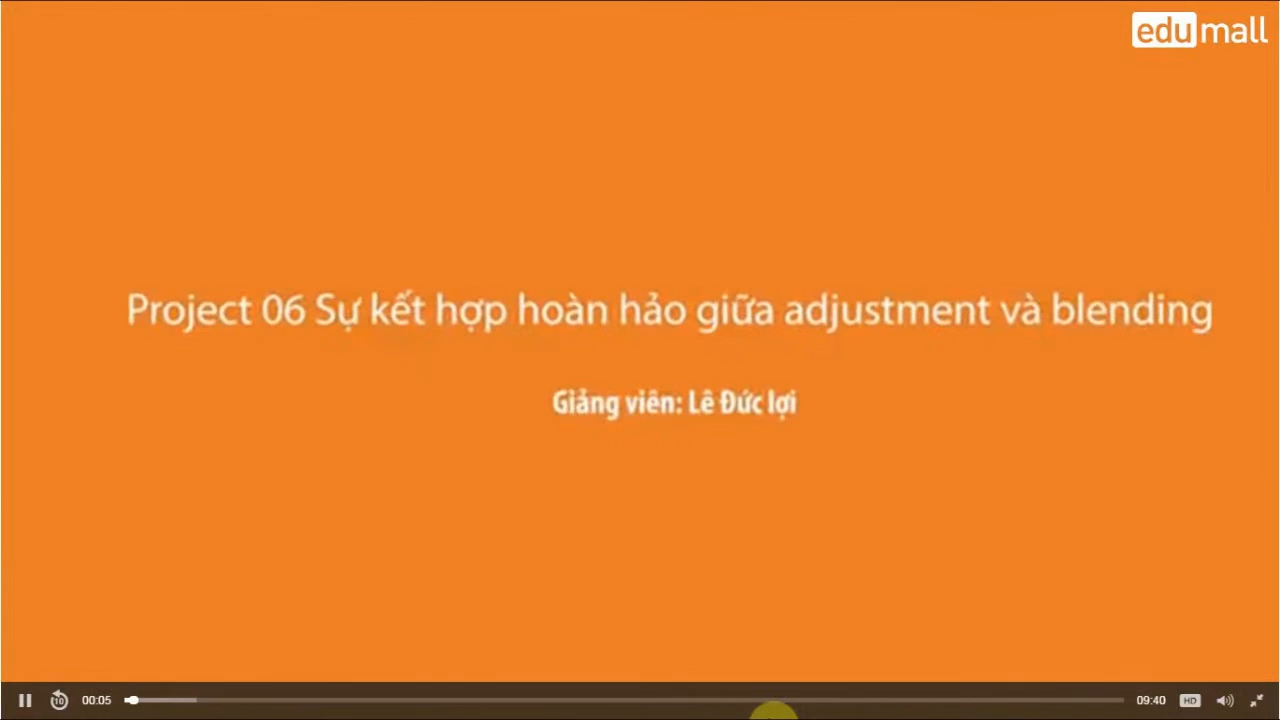 edumall
Project 06 Sự kết hợp hoàn hảo giữa adjustment và blending
Giảng viên: Lê Đức lợi
10 00:05 09:40 HD